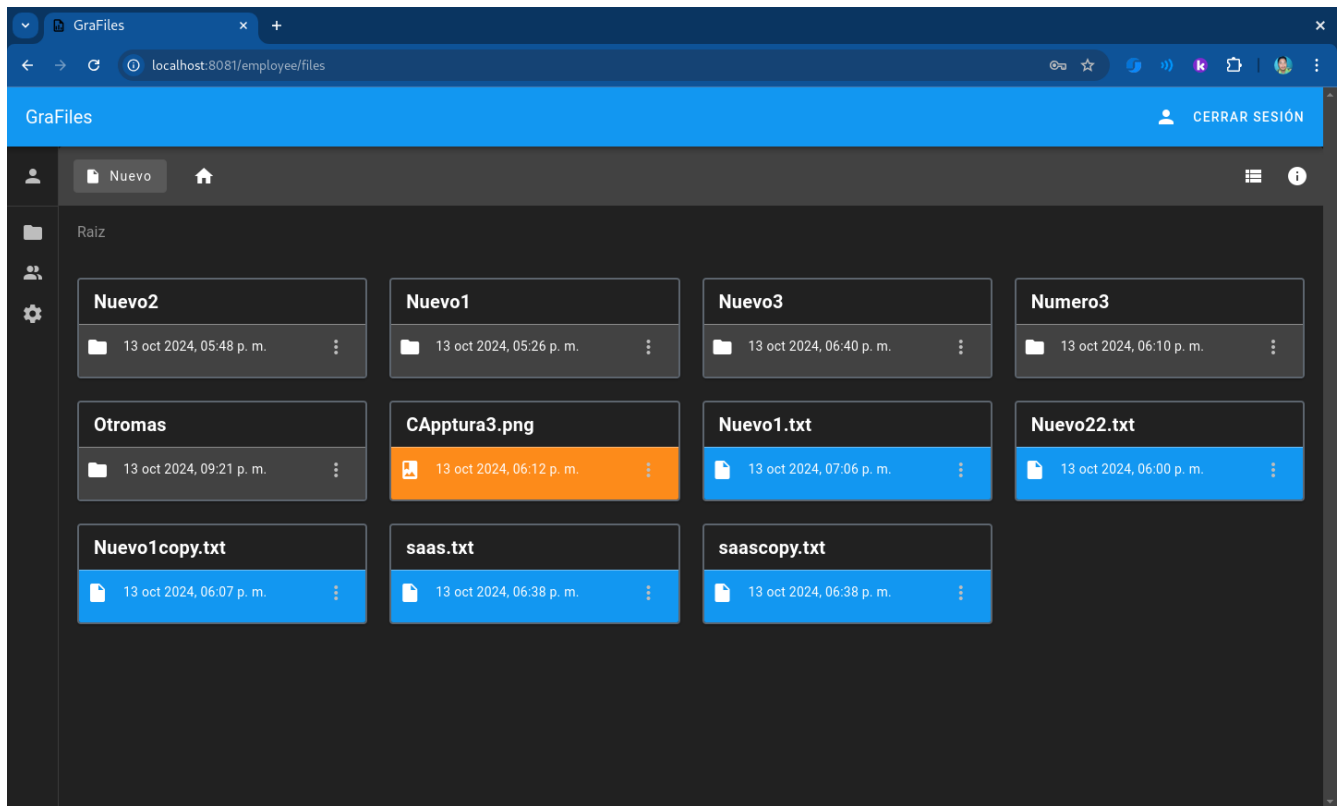 GraFiles
localhost:8081/employee/files
GraFiles
CERRAR SESIÓN
Nuevo
Raiz
Nuevo2
Nuevo1
Nuevo3
Numero3
13 oct 2024, 05:48 p. m.
13 oct 2024, 05:26 p. m.
13 oct 2024, 06:40 p. m.
13 oct 2024, 06:10 p. m.
Otromas
CApptura3.png
Nuevo1.txt
Nuevo22.txt
13 oct 2024, 09:21 p. m.
13 oct 2024, 06:12 p. m.
13 oct 2024, 07:06 p. m.
13 oct 2024, 06:00 p. m.
Nuevo1copy.txt
saas.txt
saascopy.txt
13 oct 2024, 06:07 p. m.
13 oct 2024, 06:38 p. m.
13 oct 2024, 06:38 p. m.